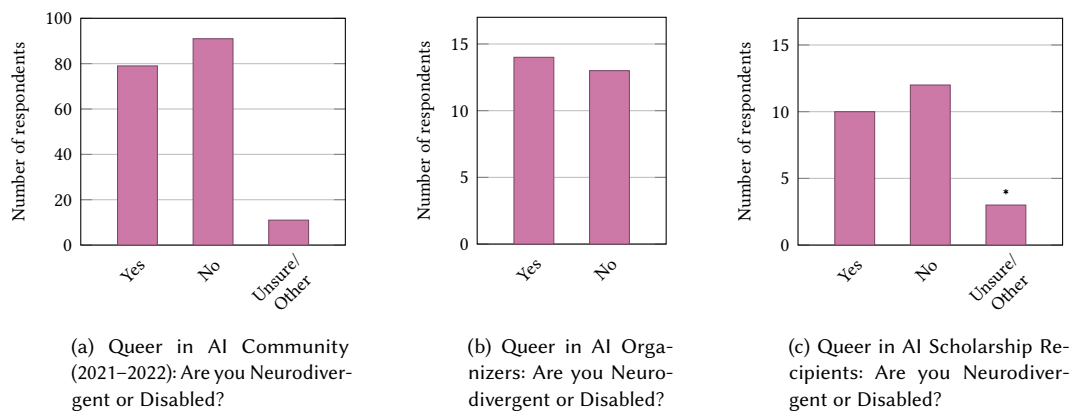 100
80
60
40
20
0
Number of respondents
Yes
No
Unsure/
Other
(a) Queer in AI Community
(2021–2022): Are you Neurodiver-
gent or Disabled?
15
10
5
0
Number of respondents
Yes
No
(b) Queer in AI Orga-
nizers: Are you Neuro-
divergent or Disabled?
15
10
5
0
Number of respondents
*
Yes
No
Unsure/
Other
(c) Queer in AI Scholarship Re-
cipients: Are you Neurodiver-
gent or Disabled?